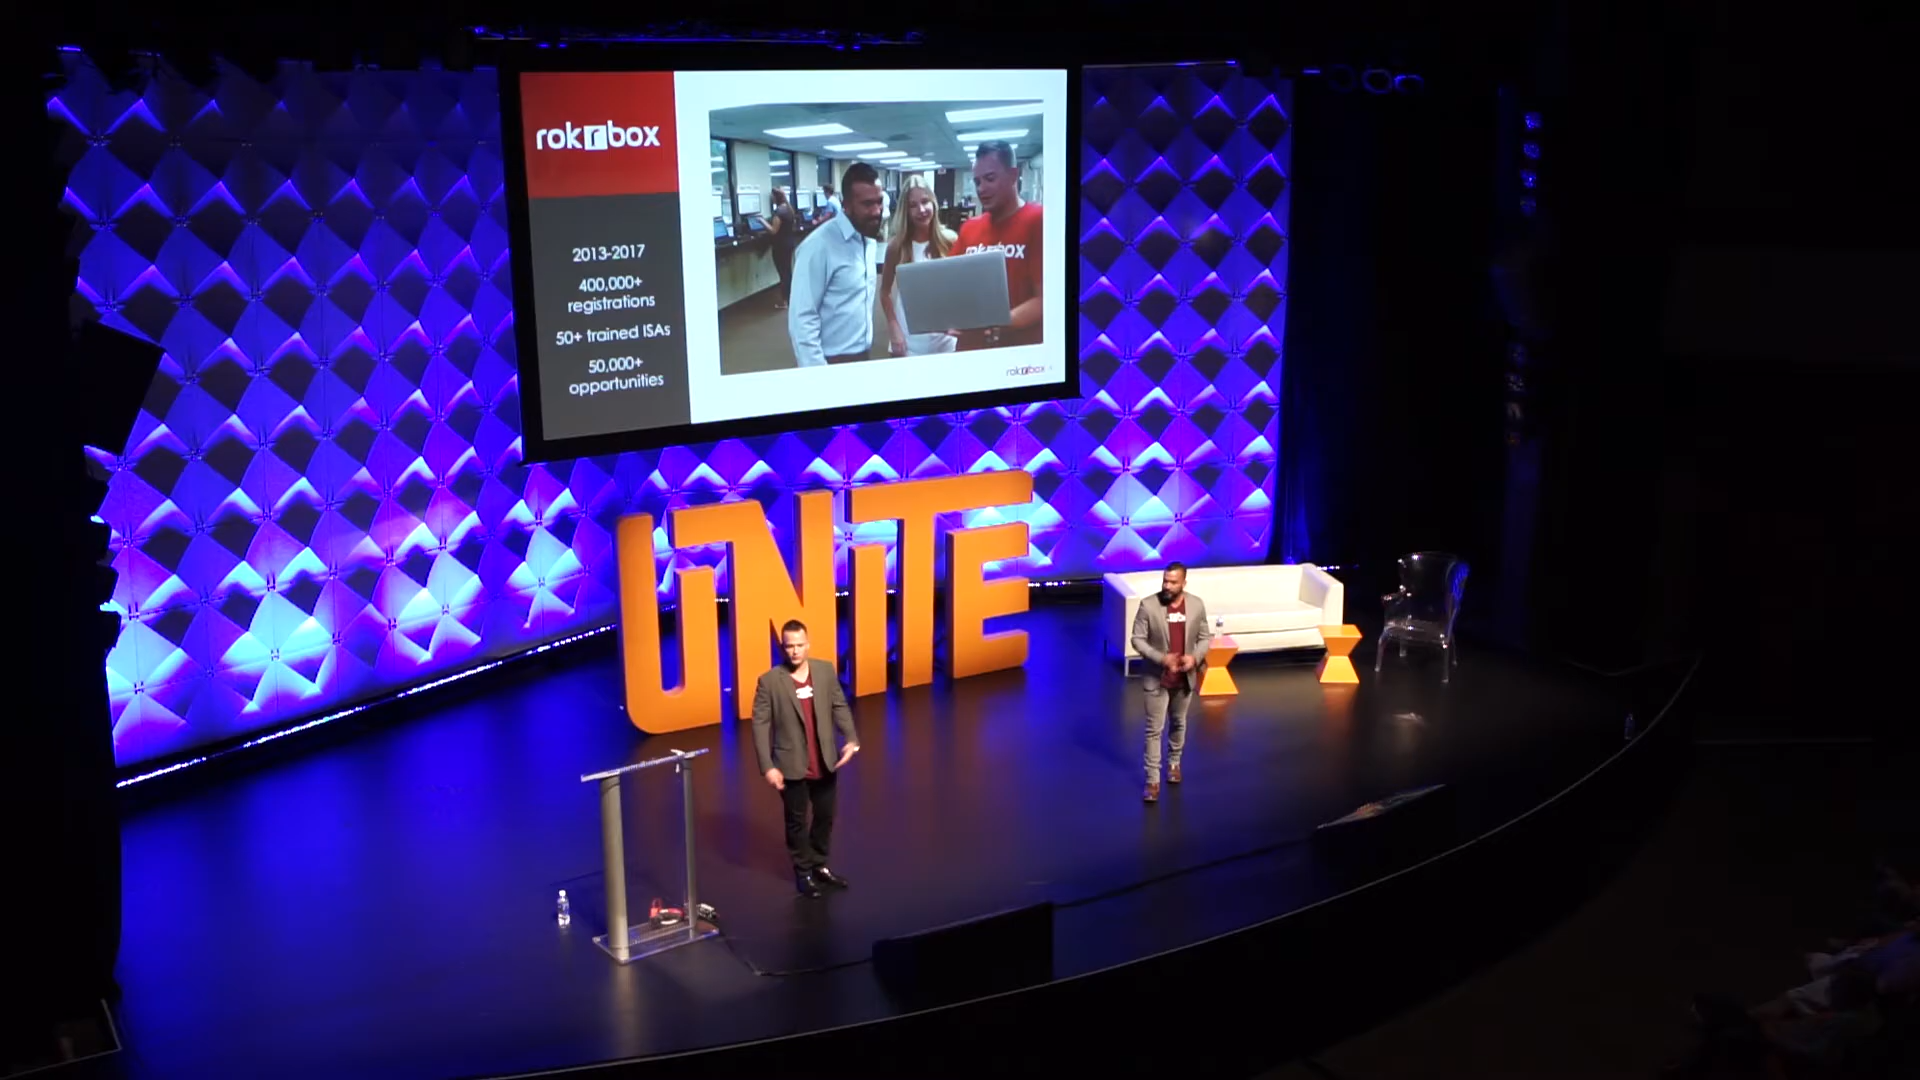 rokrbox
2013-2017
400,000+
registrations
50+ trained ISAs
50,000+
opportunities
rokrbox
rokrbox
UNITE